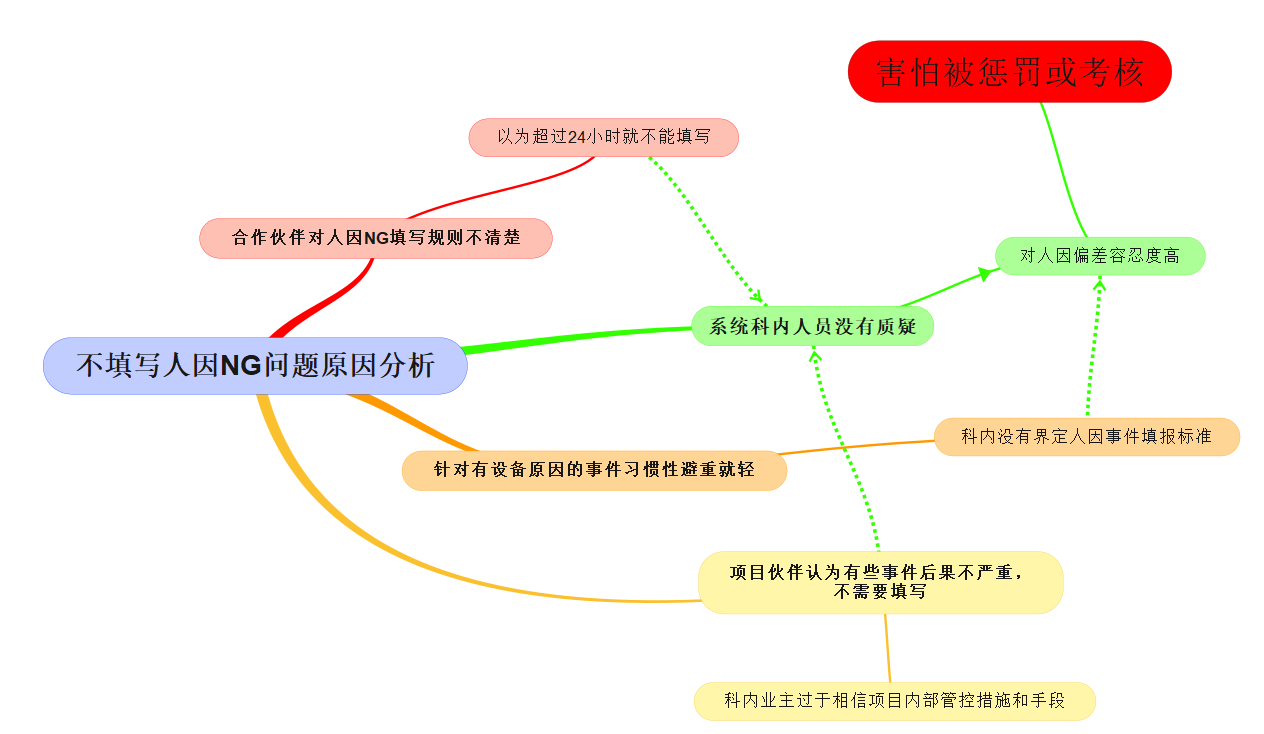 害怕被惩罚或考核
以为超过24小时就不能填写
合作伙伴对人因NG填写规则不清楚
对人因偏差容忍度高
系统科内人员没有质疑
不填写人因NG问题原因分析
科内没有界定人因事件填报标准
针对有设备原因的事件习惯性避重就轻
项目伙伴认为有些事件后果不严重，
不需要填写
科内业主过于相信项目内部管控措施和手段